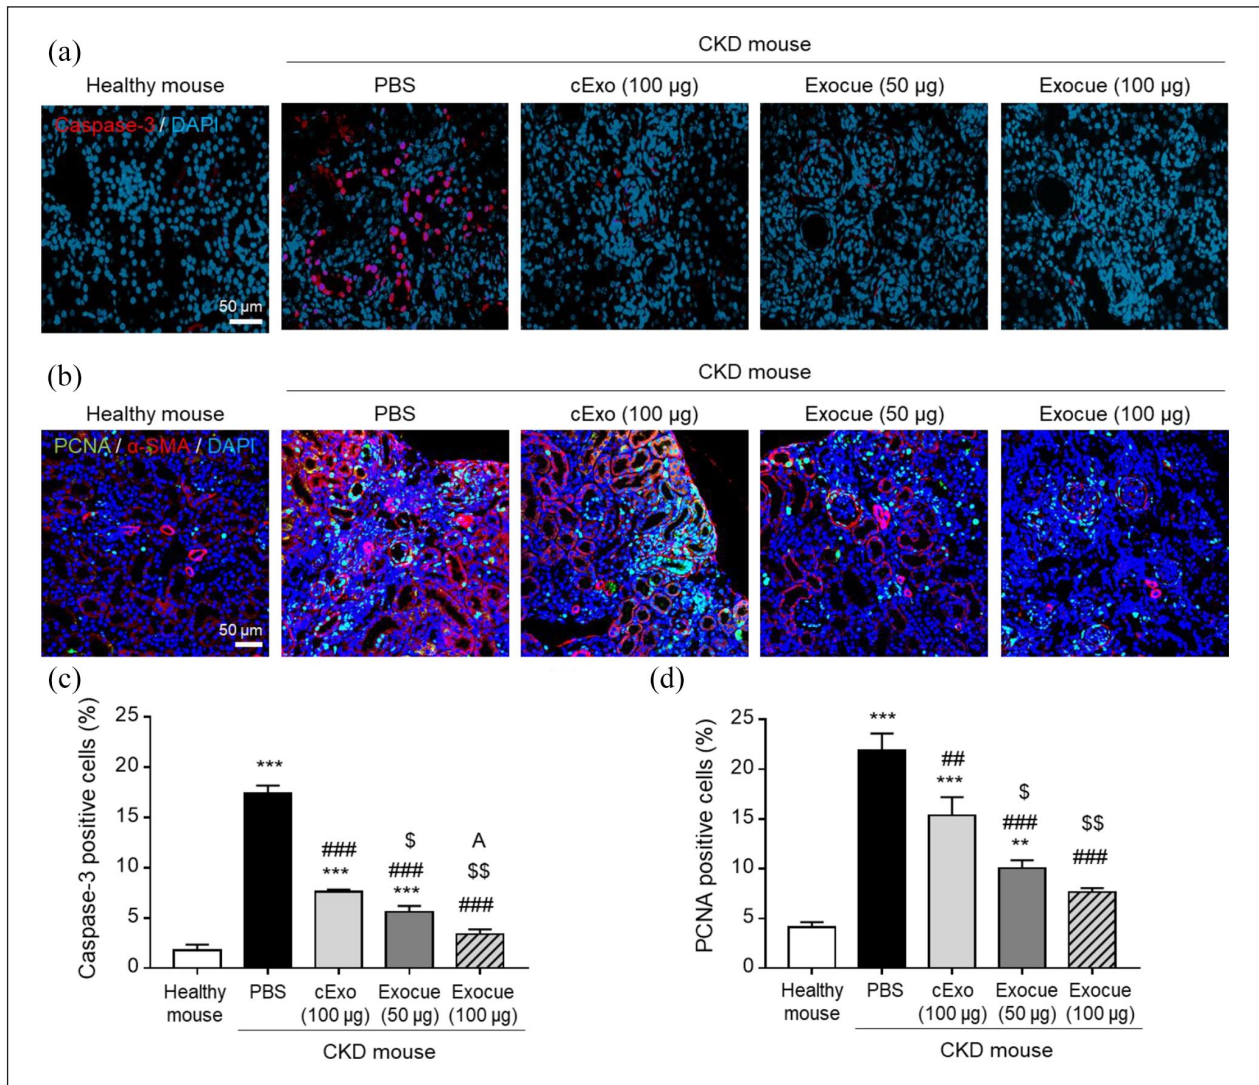 (a)
CKD mouse
Healthy mouse PBS cExo (100 µg) Exocue (50 µg) Exocue (100 µg)
Caspase-3 / DAPI
50 µm
(b)
CKD mouse
Healthy mouse PBS cExo (100 µg) Exocue (50 µg) Exocue (100 µg)
PCNA / α-SMA / DAPI
50 µm
(c)
Caspase-3 positive cells (%)
25
20
15
10
5
0
***
###
***
$
###
***
A
$$
###
Healthy mouse
PBS
cExo (100 µg)
Exocue (50 µg)
Exocue (100 µg)
CKD mouse
(d)
PCNA positive cells (%)
25
20
15
10
5
0
***
##
***
$
###
**
$$
###
Healthy mouse
PBS
cExo (100 µg)
Exocue (50 µg)
Exocue (100 µg)
CKD mouse